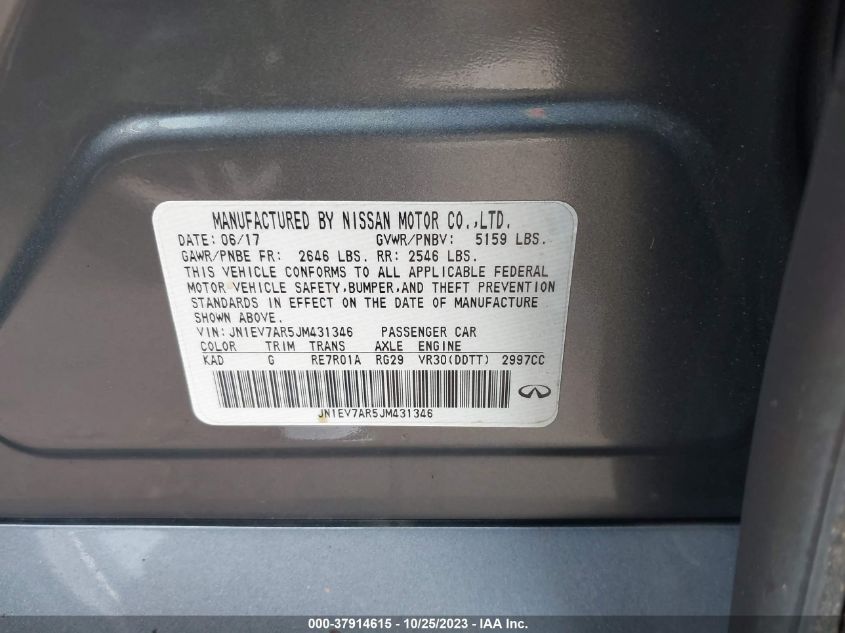 MANUFACTURED BY NISSAN MOTOR CO.,LTD.
DATE: 06/17 GVWR/PNBV: 5159 LBS.
GAWR/PNBE FR: 2646 LBS. RR: 2546 LBS.
THIS VEHICLE CONFORMS TO ALL APPLICABLE FEDERAL
MOTOR VEHICLE SAFETY,BUMPER,AND THEFT PREVENTION
STANDARDS IN EFFECT ON THE DATE OF MANUFACTURE
SHOWN ABOVE.
VIN:JN1EV7AR5JM431346 PASSENGER CAR
COLOR TRIM TRANS AXLE ENGINE
KAD G RE7R01A RG29 VR30(DDTT) 2997CC
JN1EV7AR5JM431346
000-37914615 - 10/25/2023 - IAA Inc.